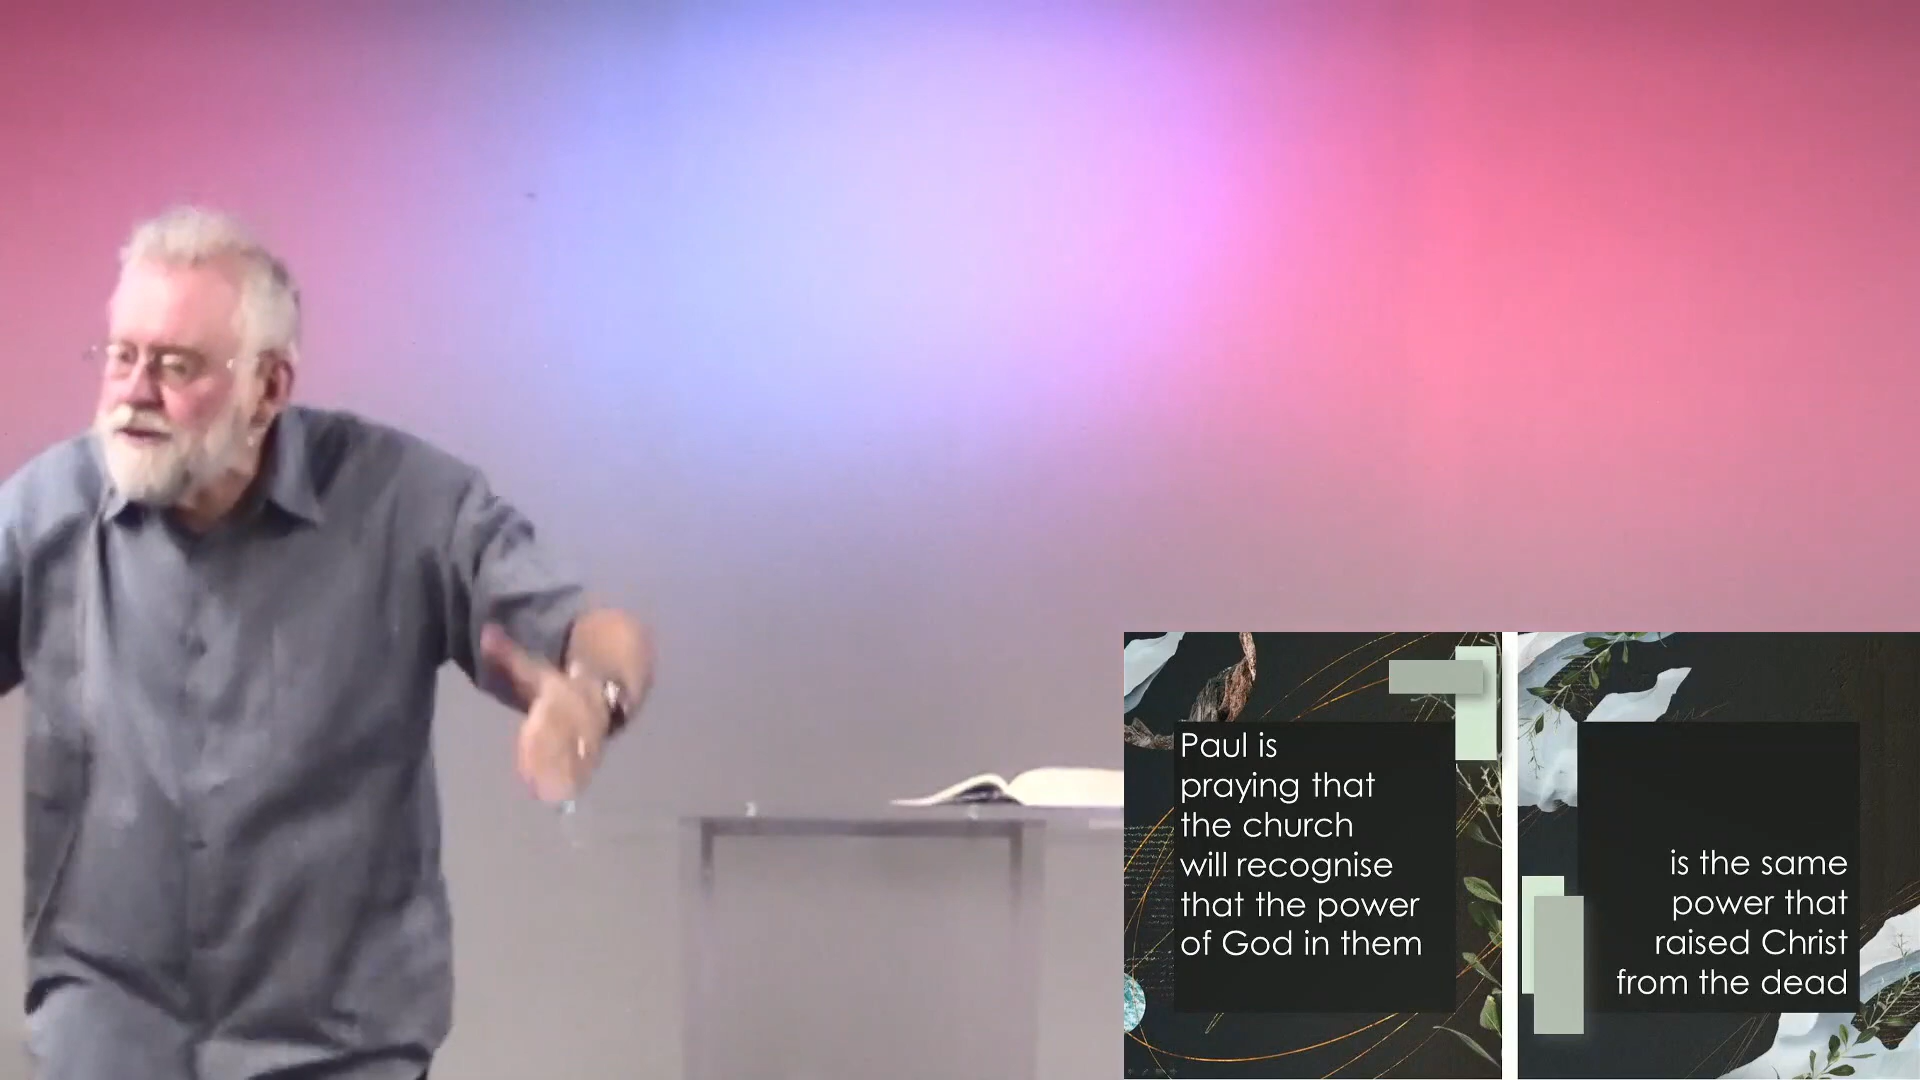 Paul is
praying that
the church
will recognise
that the power
of God in them
is the same
power that
raised Christ
from the dead